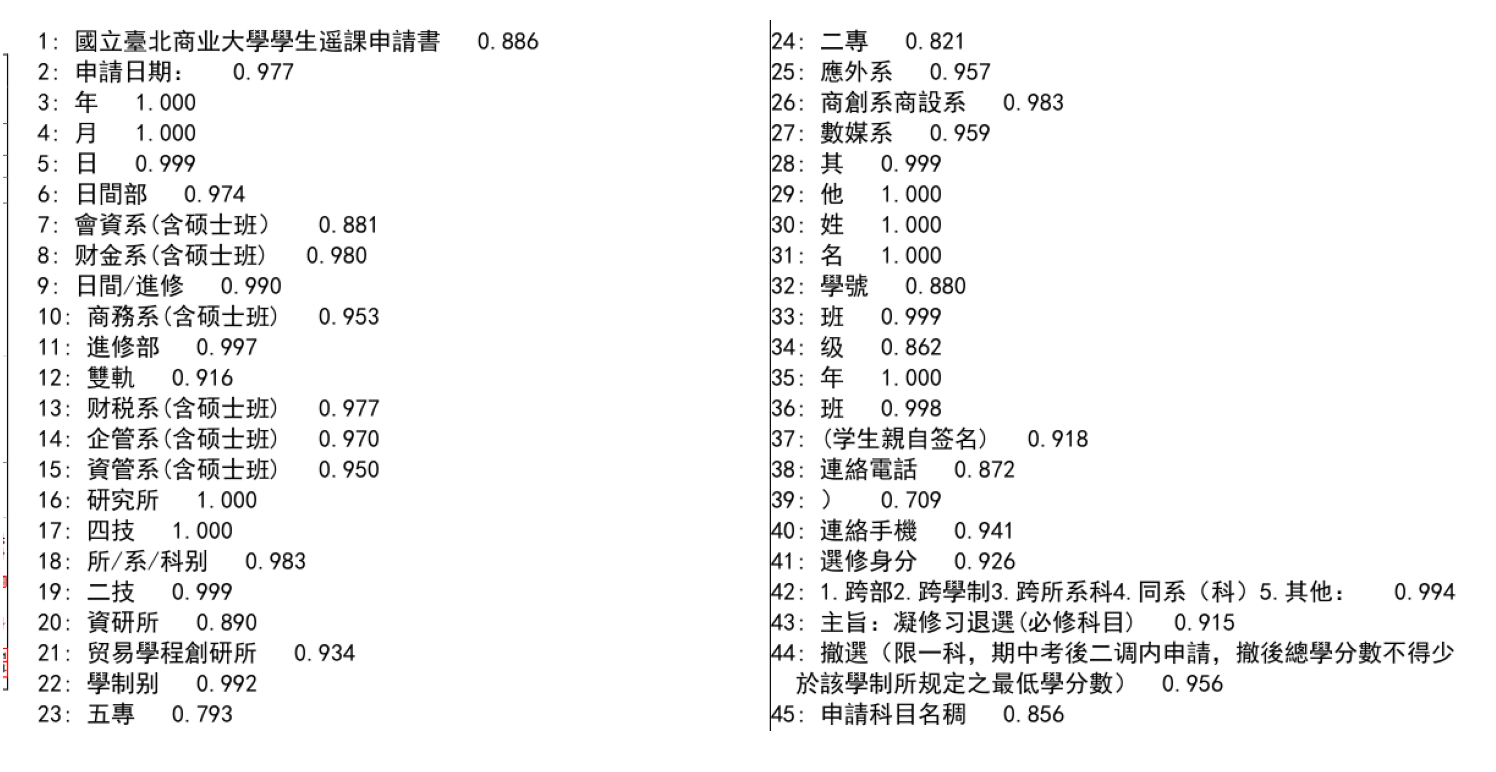 1: 國立臺北商业大學學生遥課申請書 0.886
2: 申請日期： 0.977
3: 年 1.000
4: 月 1.000
5: 日 0.999
6: 日間部 0.974
7: 會資系(含硕士班） 0.881
8: 财金系(含硕士班) 0.980
9: 日間/進修 0.990
10: 商務系(含硕士班) 0.953
11: 進修部 0.997
12: 雙軌 0.916
13: 财税系(含硕士班) 0.977
14: 企管系(含硕士班) 0.970
15: 資管系(含硕士班) 0.950
16: 研究所 1.000
17: 四技 1.000
18: 所/系/科别 0.983
19: 二技 0.999
20: 資研所 0.890
21: 贸易學程創研所 0.934
22: 學制别 0.992
23: 五專 0.793
24: 二專 0.821
25: 應外系 0.957
26: 商創系商設系 0.983
27: 數媒系 0.959
28: 其 0.999
29: 他 1.000
30: 姓 1.000
31: 名 1.000
32: 學號 0.880
33: 班 0.999
34: 级 0.862
35: 年 1.000
36: 班 0.998
37: (学生親自签名) 0.918
38: 連絡電話 0.872
39: ） 0.709
40: 連絡手機 0.941
41: 選修身分 0.926
42: 1.跨部2.跨學制3.跨所系科4.同系（科）5.其他： 0.994
43: 主旨：凝修习退選(必修科目) 0.915
44: 撤選（限一科，期中考後二调内申請，撤後總學分數不得少
於該學制所规定之最低學分數） 0.956
45: 申請科目名稠 0.856